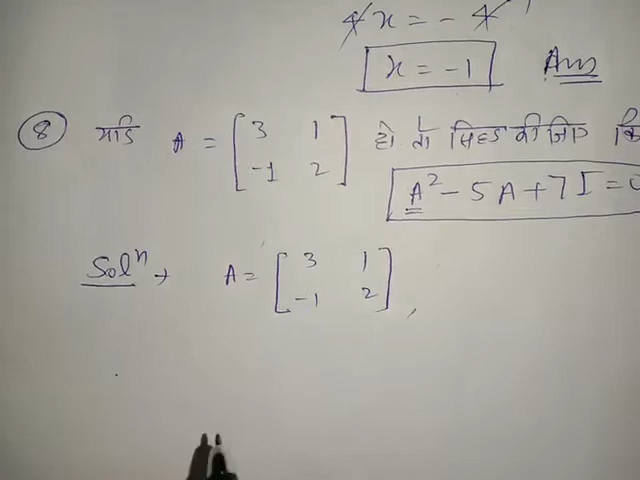 4x = - 4
x = -1 Ans
8 यदि A = [3 1
-1 2] हो तो सिद्ध कीजिए कि
A² - 5A + 7I = 0
Solⁿ → A = [3 1
-1 2] ,